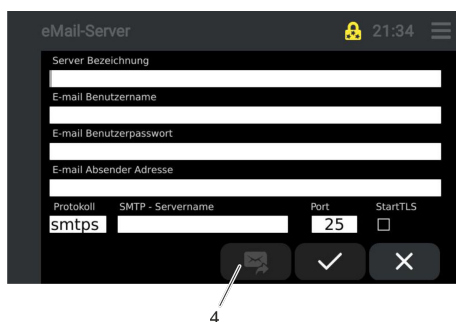 eMail-Server 21:34
Server Bezeichnung
E-mail Benutzername
E-mail Benutzerpasswort
E-mail Absender Adresse
Protokoll SMTP - Servername Port StartTLS
smtps 25
4